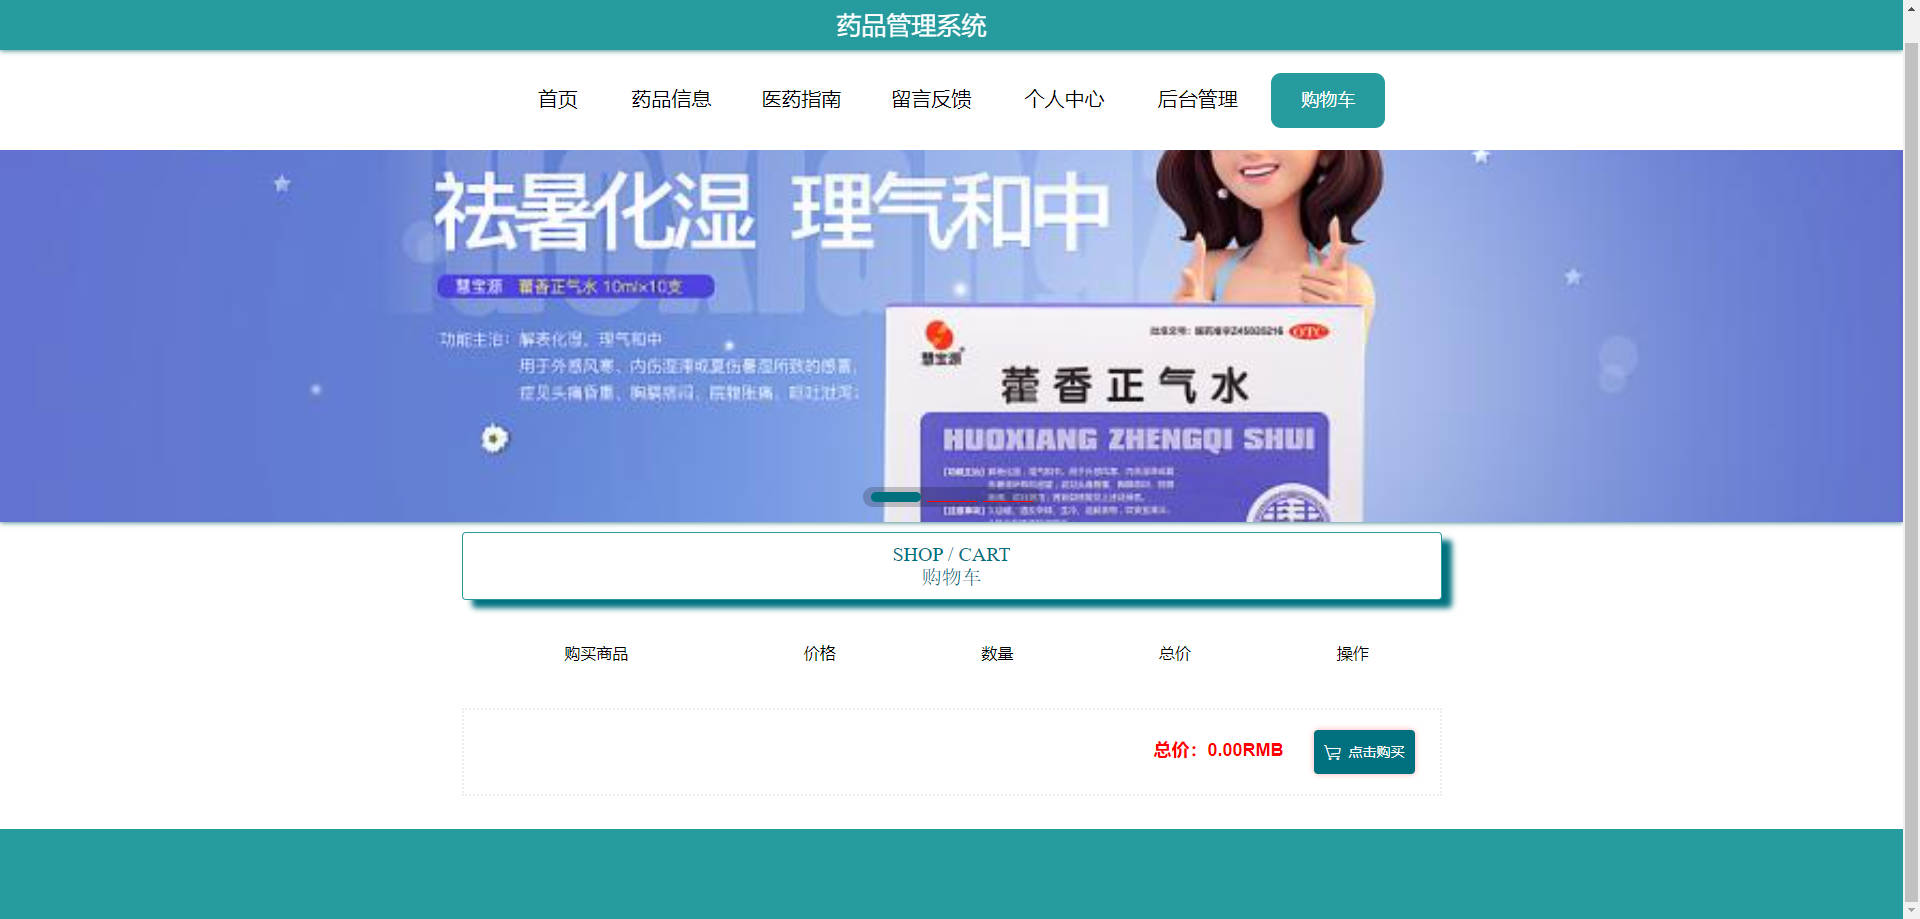 药品管理系统
首页 药品信息 医药指南 留言反馈 个人中心 后台管理 购物车
祛暑化湿 理气和中
慧宝源 藿香正气水 10ml×10支
功能主治：解表化湿、理气和中
用于外感风寒、内伤湿滞或夏伤暑湿所致的感冒,
症见头痛昏重、胸膈痞闷、脘腹胀痛、呕吐泄泻;
慧宝源
OTC
藿香正气水
HUOXIANG ZHENGQI SHUI
SHOP / CART
购物车
购买商品 价格 数量 总价 操作
总价：0.00RMB 点击购买